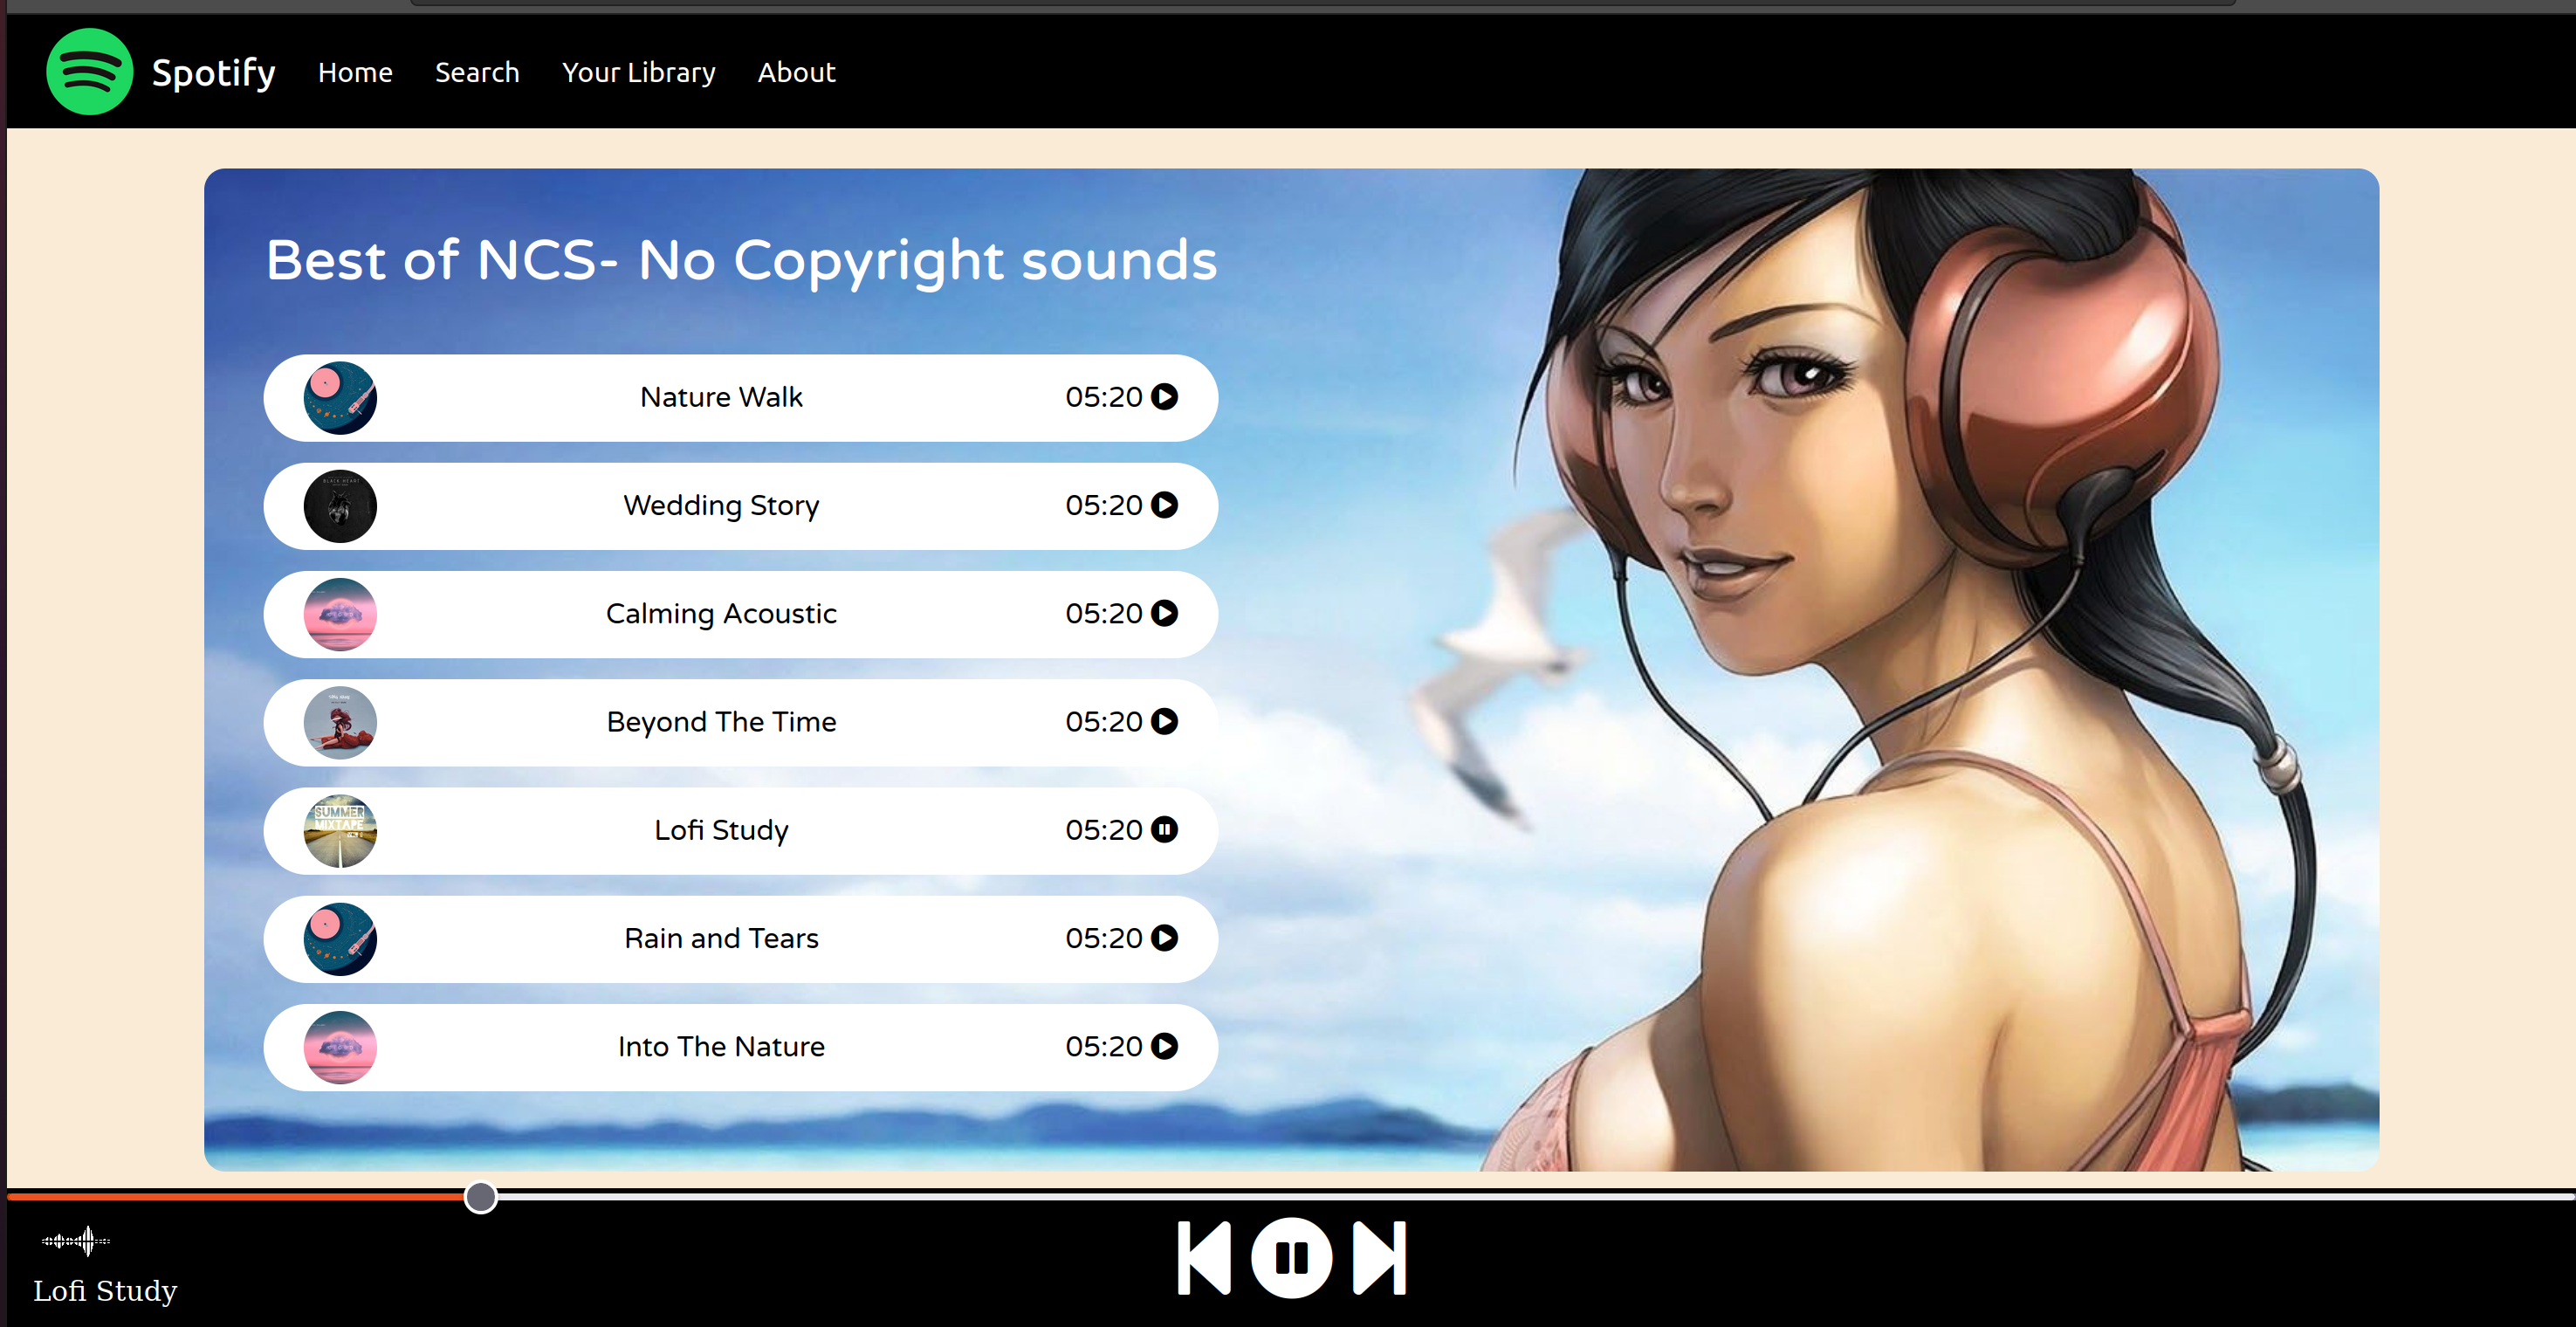 Spotify Home Search Your Library About
Best of NCS- No Copyright sounds
Nature Walk 05:20
BLACK HEART
Wedding Story 05:20
Calming Acoustic 05:20
Beyond The Time 05:20
SUMMER
MIXTAPE
Lofi Study 05:20
Rain and Tears 05:20
Into The Nature 05:20
Lofi Study